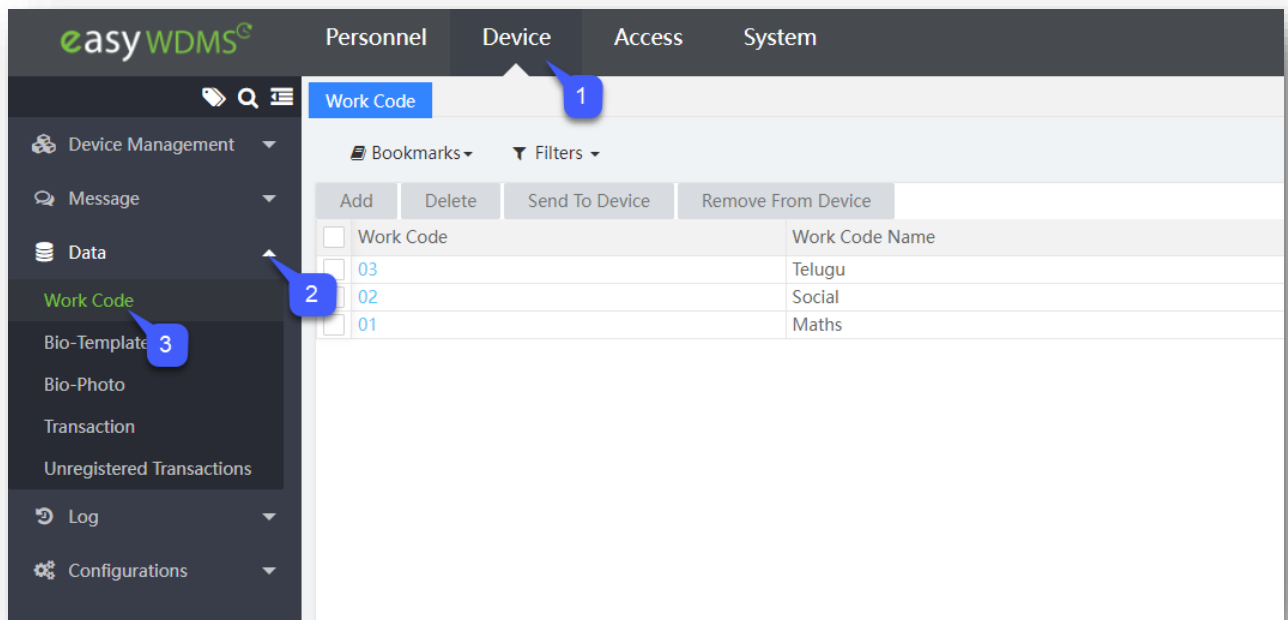 easy WDMS
Personnel Device Access System
1
Work Code
Device Management
Bookmarks Filters
Message
Add Delete Send To Device Remove From Device
Work Code Work Code Name
Data
03 Telugu
2
02 Social
01 Maths
Work Code
3
Bio-Template
Bio-Photo
Transaction
Unregistered Transactions
Log
Configurations